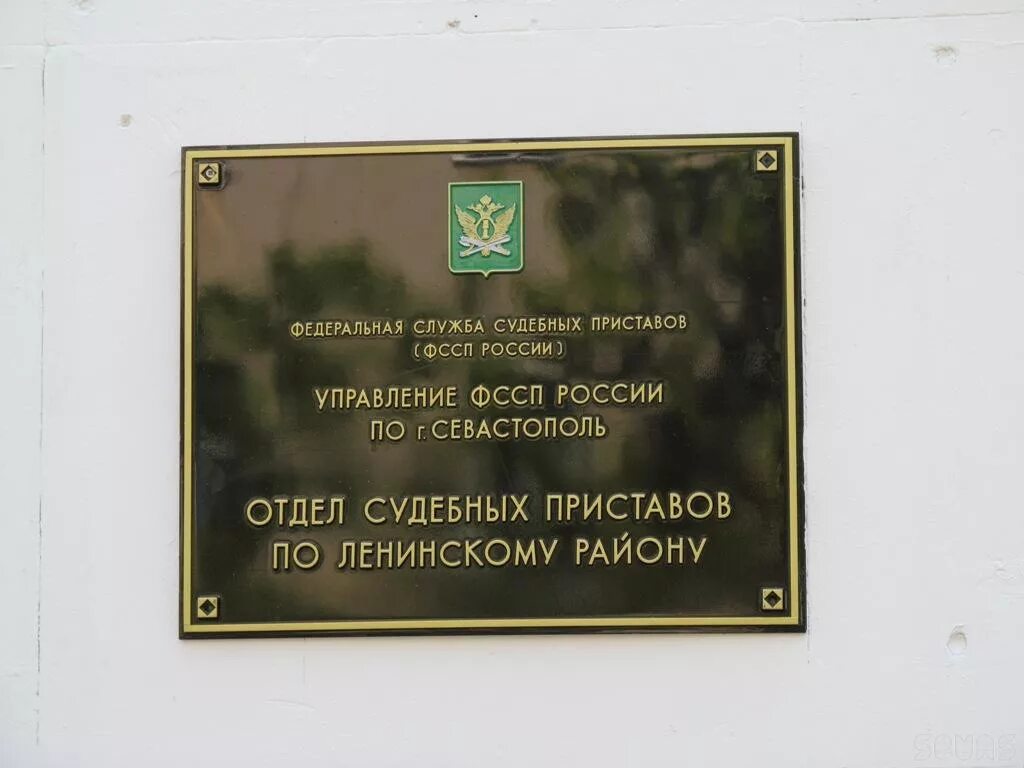 ФЕДЕРАЛЬНАЯ СЛУЖБА СУДЕБНЫХ ПРИСТАВОВ
(ФССП РОССИИ)
УПРАВЛЕНИЕ ФССП РОССИИ
ПО г.СЕВАСТОПОЛЬ
ОТДЕЛ СУДЕБНЫХ ПРИСТАВОВ
ПО ЛЕНИНСКОМУ РАЙОНУ